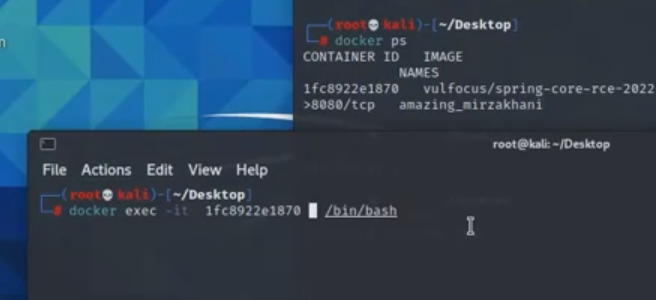 n
┌──(root💀kali)-[~/Desktop]
└─# docker ps
CONTAINER ID   IMAGE
NAMES
1fc8922e1870   vulfocus/spring-core-rce-2022
>8080/tcp   amazing_mirzakhani
root@kali: ~/Desktop
File Actions Edit View Help
┌──(root💀kali)-[~/Desktop]
└─# docker exec -it  1fc8922e1870  /bin/bash